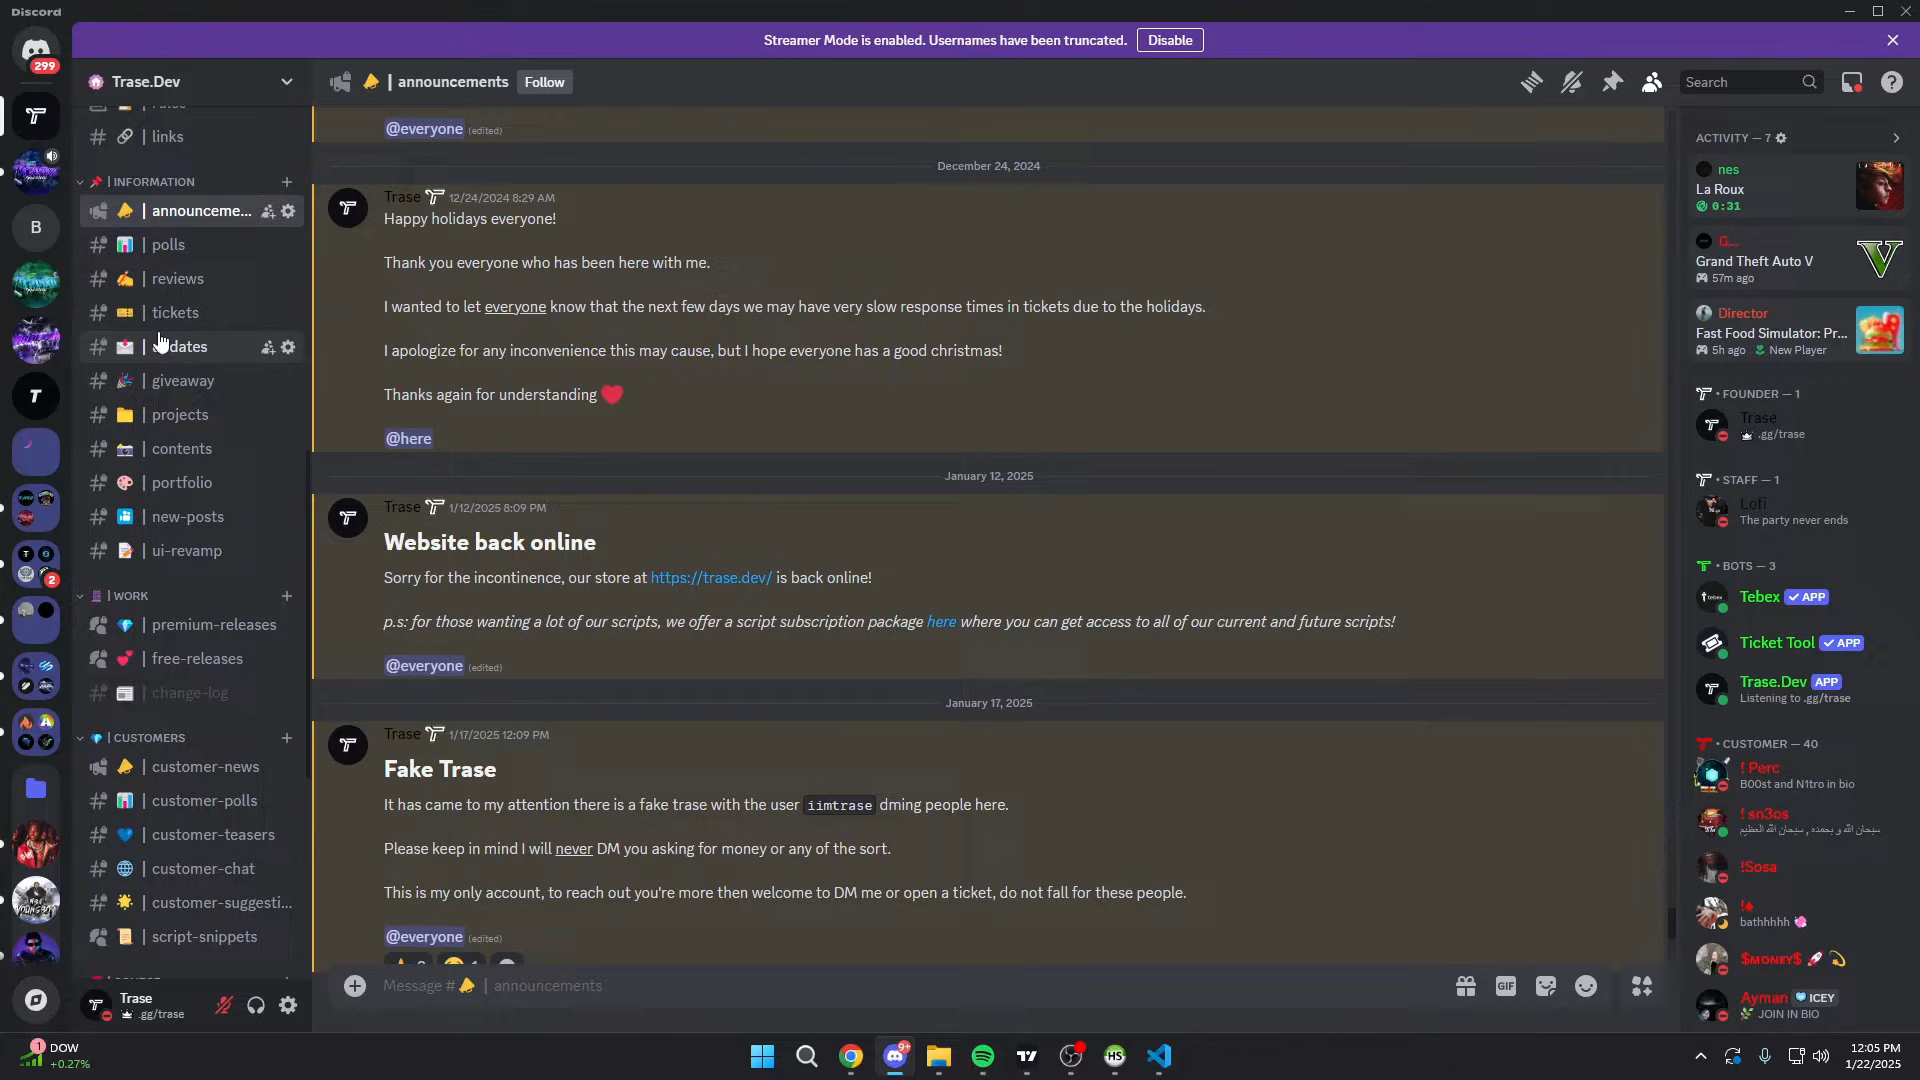 Discord
Streamer Mode is enabled. Usernames have been truncated. Disable
299
Trase.Dev
| announcements Follow
Search
| rules
| links
| INFORMATION
| announceme...
| polls
| reviews
| tickets
dates
| giveaway
| projects
| contents
| portfolio
| new-posts
| ui-revamp
| WORK
| premium-releases
| free-releases
| change-log
| CUSTOMERS
| customer-news
| customer-polls
| customer-teasers
| customer-chat
| customer-suggesti...
| script-snippets
B
2
Trase
.gg/trase
@everyone (edited)
December 24, 2024
Trase 12/24/2024 8:29 AM
Happy holidays everyone!
Thank you everyone who has been here with me.
I wanted to let everyone know that the next few days we may have very slow response times in tickets due to the holidays.
I apologize for any inconvenience this may cause, but I hope everyone has a good christmas!
Thanks again for understanding
@here
January 12, 2025
Trase 1/12/2025 8:09 PM
Website back online
Sorry for the incontinence, our store at https://trase.dev/ is back online!
p.s: for those wanting a lot of our scripts, we offer a script subscription package here where you can get access to all of our current and future scripts!
@everyone (edited)
January 17, 2025
Trase 1/17/2025 12:09 PM
Fake Trase
It has came to my attention there is a fake trase with the user iimtrase dming people here.
Please keep in mind I will never DM you asking for money or any of the sort.
This is my only account, to reach out you're more then welcome to DM me or open a ticket, do not fall for these people.
@everyone (edited)
Message # | announcements
GIF
ACTIVITY — 7
nes
La Roux
0:31
G...
Grand Theft Auto V
57m ago
Director
Fast Food Simulator: Pr...
5h ago New Player
• FOUNDER — 1
Trase
.gg/trase
• STAFF — 1
Lofi
The party never ends
• BOTS — 3
Tebex ✓ APP
Ticket Tool ✓ APP
Trase.Dev APP
Listening to .gg/trase
• CUSTOMER — 40
! Perc
B00st and N1tro in bio
! sn3os
سبحان الله و بحمده , سبحان الله العظيم
!Sosa
bathhhhh
$MONEY$
Ayman ICEY
JOIN IN BIO
1
DOW
+0.27%
9+
HS
12:05 PM
1/22/2025